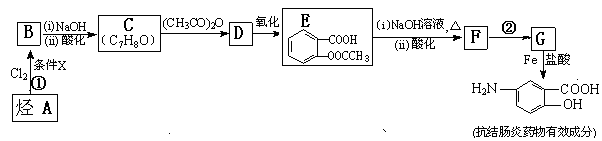 B (i)NaOH (ii)酸化 C (C₇H₈O) (CH₃CO)₂O D 氧化 E COOH OOCCH₃ (i)NaOH溶液,△ (ii)酸化 F ② G
Cl₂ ① 条件X Fe 盐酸
烃 A H₂N COOH OH
(抗结肠炎药物有效成分)